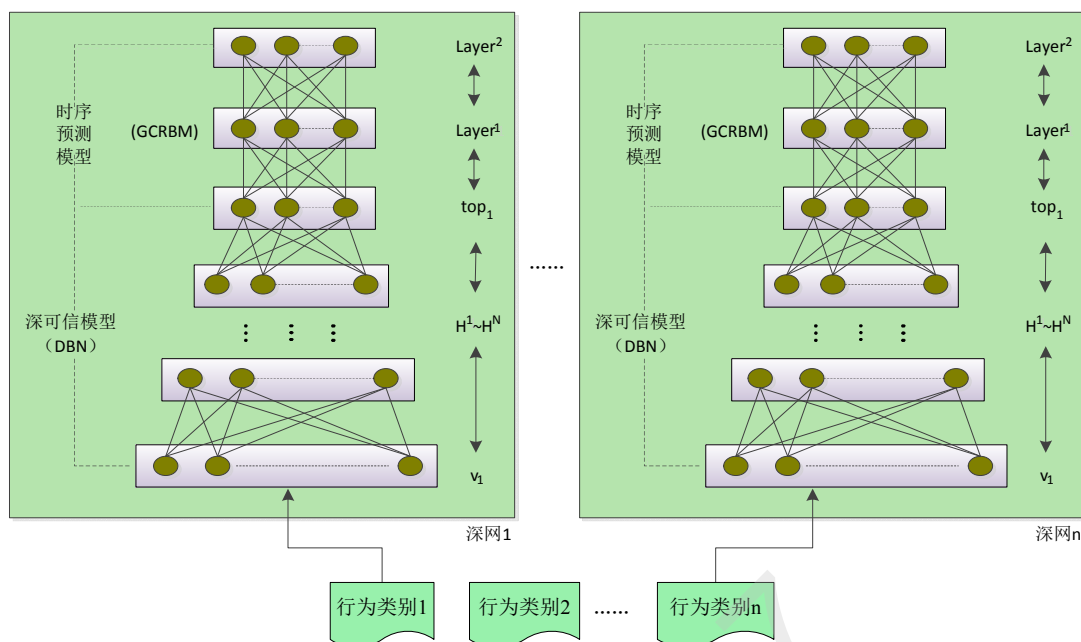 Layer²
时序
预测
模型
(GCRBM)
Layer¹
top₁
深可信模型
(DBN)
H¹~Hᴺ
v₁
深网1
......
Layer²
时序
预测
模型
(GCRBM)
Layer¹
top₁
深可信模型
(DBN)
H¹~Hᴺ
v₁
深网n
行为类别1
行为类别2
......
行为类别n